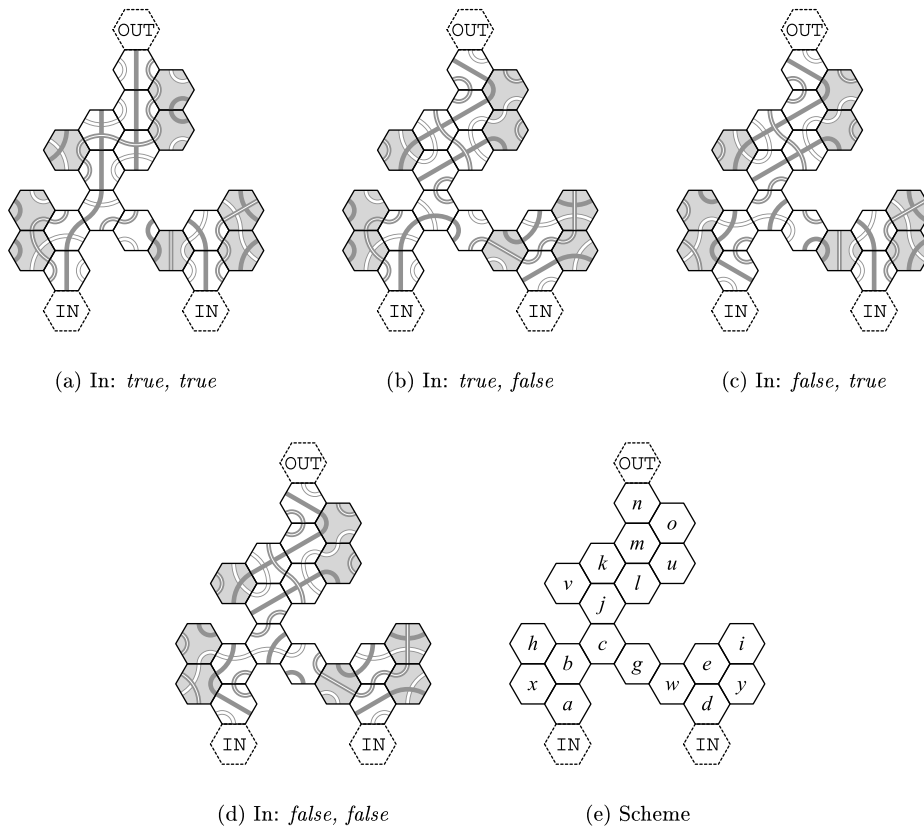 OUT OUT OUT
IN IN IN IN IN IN
(a) In: true, true (b) In: true, false (c) In: false, true
OUT OUT
n
o
m
k u
v l
j
h c i
b g e
x w y
a d
IN IN IN IN
(d) In: false, false (e) Scheme